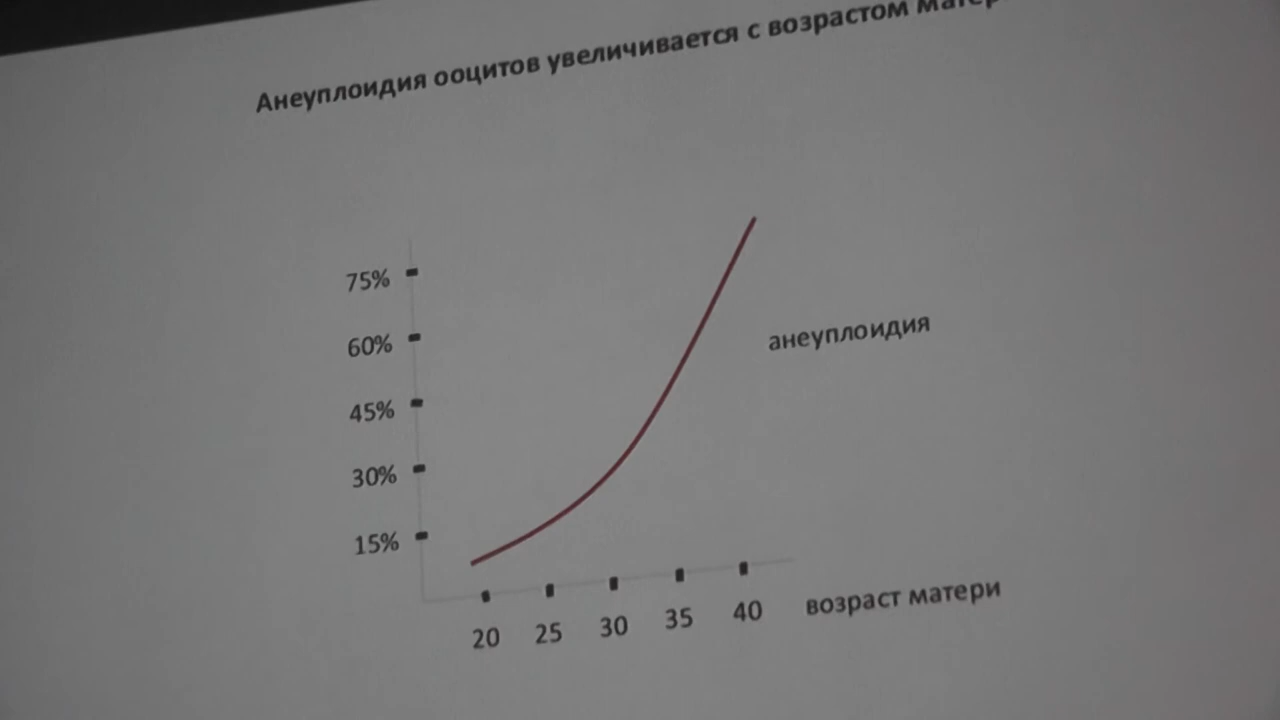 Анеуплоидия ооцитов увеличивается с возрастом
75%
60%
45%
30%
15%
анеуплоидия
20 25 30 35 40
возраст матери